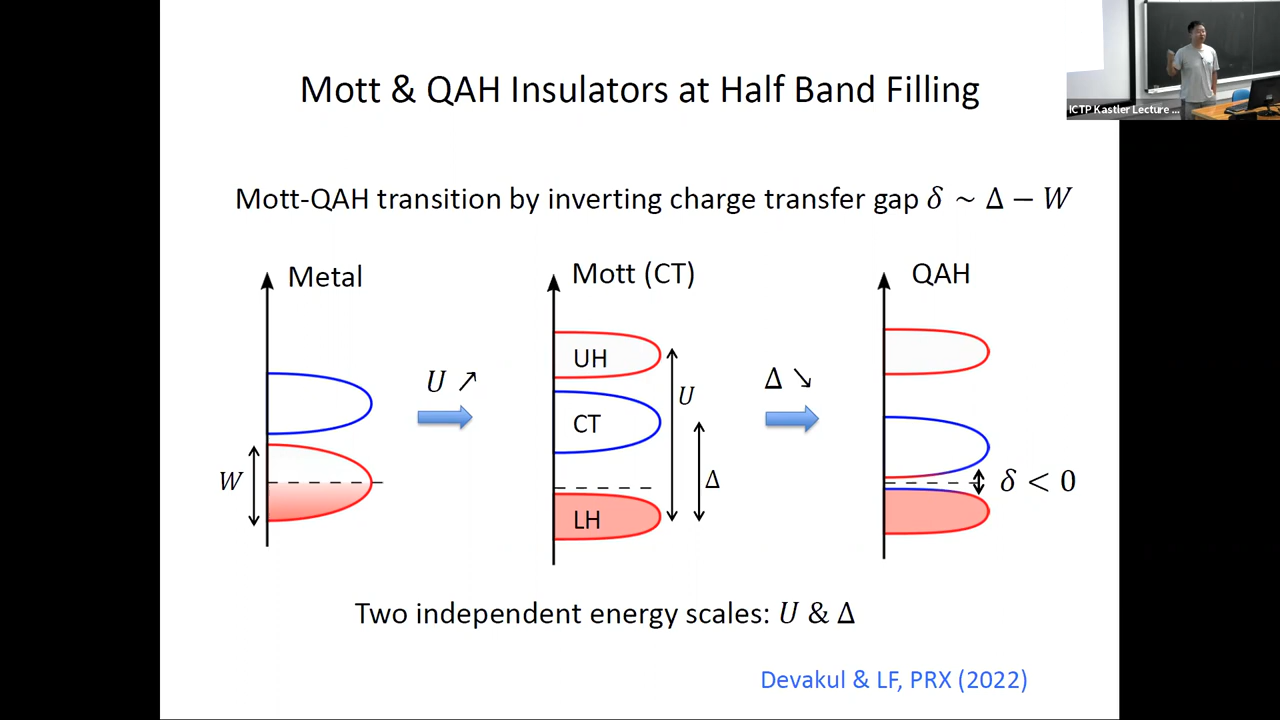 ICTP Kastler Lecture ...
Mott & QAH Insulators at Half Band Filling
Mott-QAH transition by inverting charge transfer gap δ ~ Δ − W
Metal
Mott (CT)
QAH
UH
U ↗
CT
U
Δ ↘
W
Δ
δ < 0
LH
Two independent energy scales: U & Δ
Devakul & LF, PRX (2022)